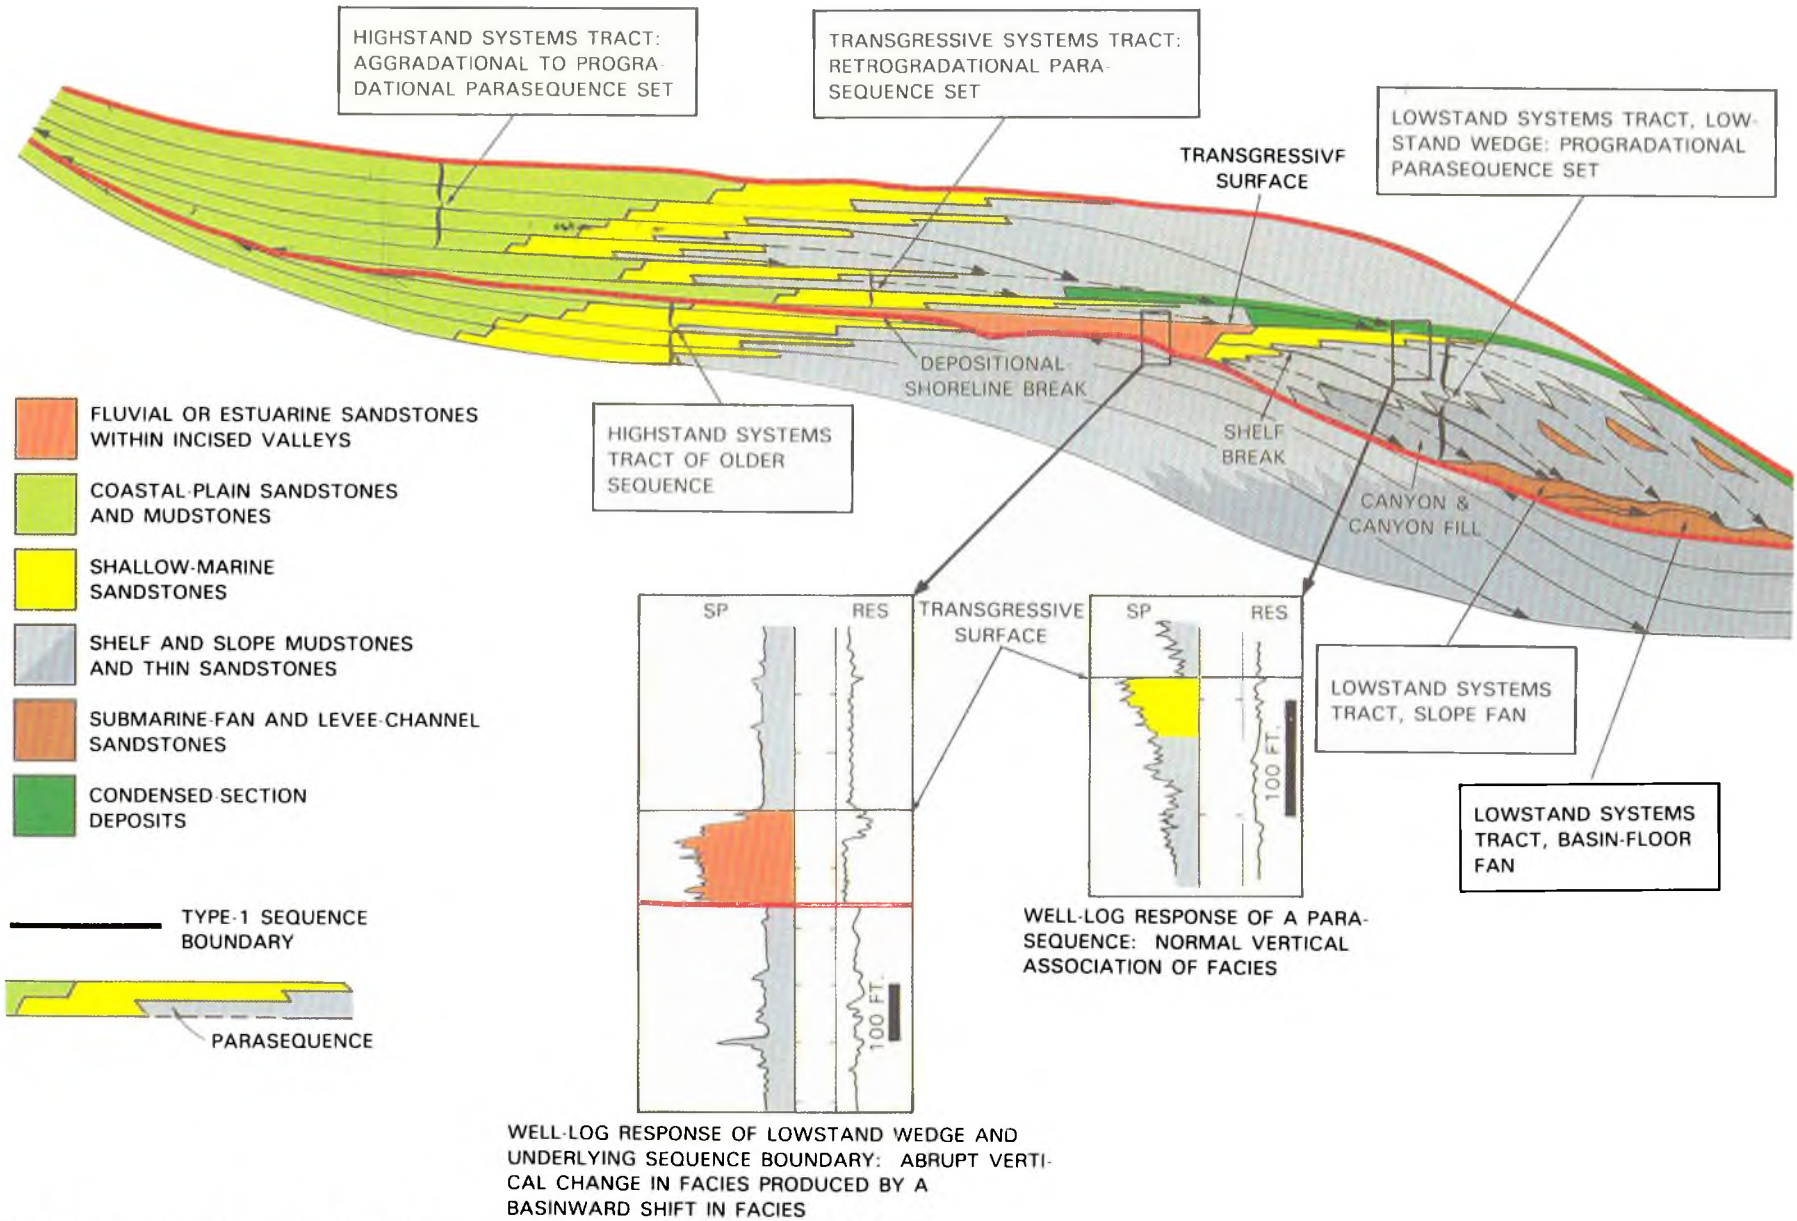 HIGHSTAND SYSTEMS TRACT:
AGGRADATIONAL TO PROGRA-
DATIONAL PARASEQUENCE SET
TRANSGRESSIVE SYSTEMS TRACT:
RETROGRADATIONAL PARA-
SEQUENCE SET
LOWSTAND SYSTEMS TRACT, LOW-
STAND WEDGE: PROGRADATIONAL
PARASEQUENCE SET
TRANSGRESSIVE
SURFACE
DEPOSITIONAL-
SHORELINE BREAK
HIGHSTAND SYSTEMS
TRACT OF OLDER
SEQUENCE
SHELF
BREAK
CANYON &
CANYON FILL
FLUVIAL OR ESTUARINE SANDSTONES
WITHIN INCISED VALLEYS
COASTAL-PLAIN SANDSTONES
AND MUDSTONES
SHALLOW-MARINE
SANDSTONES
SHELF AND SLOPE MUDSTONES
AND THIN SANDSTONES
SUBMARINE-FAN AND LEVEE-CHANNEL
SANDSTONES
CONDENSED-SECTION
DEPOSITS
TYPE-1 SEQUENCE
BOUNDARY
PARASEQUENCE
SP RES
100 FT.
TRANSGRESSIVE
SURFACE
SP RES
100 FT.
LOWSTAND SYSTEMS
TRACT, SLOPE FAN
LOWSTAND SYSTEMS
TRACT, BASIN-FLOOR
FAN
WELL-LOG RESPONSE OF A PARA-
SEQUENCE: NORMAL VERTICAL
ASSOCIATION OF FACIES
WELL-LOG RESPONSE OF LOWSTAND WEDGE AND
UNDERLYING SEQUENCE BOUNDARY: ABRUPT VERTI-
CAL CHANGE IN FACIES PRODUCED BY A
BASINWARD SHIFT IN FACIES